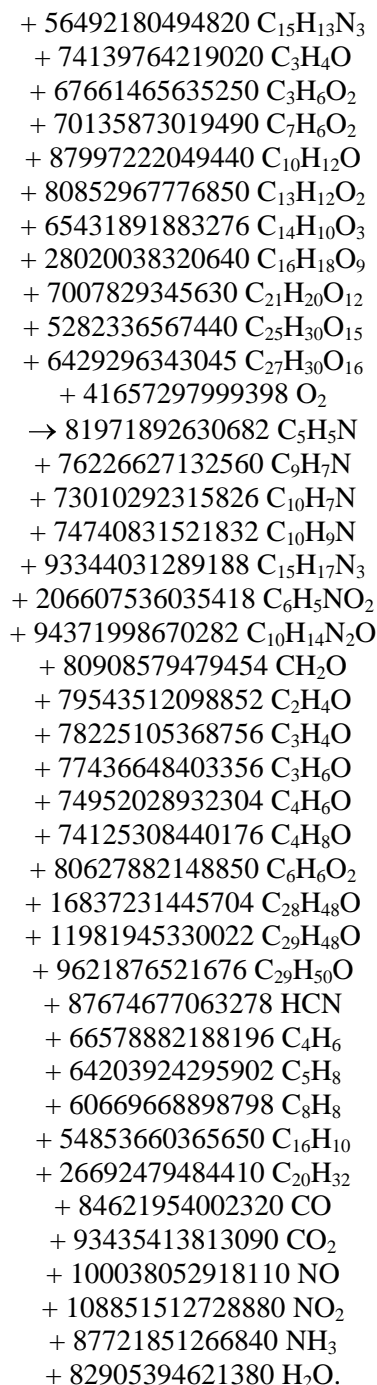 + 56492180494820 C₁₅H₁₃N₃
+ 74139764219020 C₃H₄O
+ 67661465635250 C₃H₆O₂
+ 70135873019490 C₇H₆O₂
+ 87997222049440 C₁₀H₁₂O
+ 80852967776850 C₁₃H₁₂O₂
+ 65431891883276 C₁₄H₁₀O₃
+ 28020038320640 C₁₆H₁₈O₉
+ 7007829345630 C₂₁H₂₀O₁₂
+ 5282336567440 C₂₅H₃₀O₁₅
+ 6429296343045 C₂₇H₃₀O₁₆
+ 41657297999398 O₂
→ 81971892630682 C₅H₅N
+ 76226627132560 C₉H₇N
+ 73010292315826 C₁₀H₇N
+ 74740831521832 C₁₀H₉N
+ 93344031289188 C₁₅H₁₇N₃
+ 206607536035418 C₆H₅NO₂
+ 94371998670282 C₁₀H₁₄N₂O
+ 80908579479454 CH₂O
+ 79543512098852 C₂H₄O
+ 78225105368756 C₃H₄O
+ 77436648403356 C₃H₆O
+ 74952028932304 C₄H₆O
+ 74125308440176 C₄H₈O
+ 80627882148850 C₆H₆O₂
+ 16837231445704 C₂₈H₄₈O
+ 11981945330022 C₂₉H₄₈O
+ 9621876521676 C₂₉H₅₀O
+ 87674677063278 HCN
+ 66578882188196 C₄H₆
+ 64203924295902 C₅H₈
+ 60669668898798 C₈H₈
+ 54853660365650 C₁₆H₁₀
+ 26692479484410 C₂₀H₃₂
+ 84621954002320 CO
+ 93435413813090 CO₂
+ 100038052918110 NO
+ 108851512728880 NO₂
+ 87721851266840 NH₃
+ 82905394621380 H₂O.